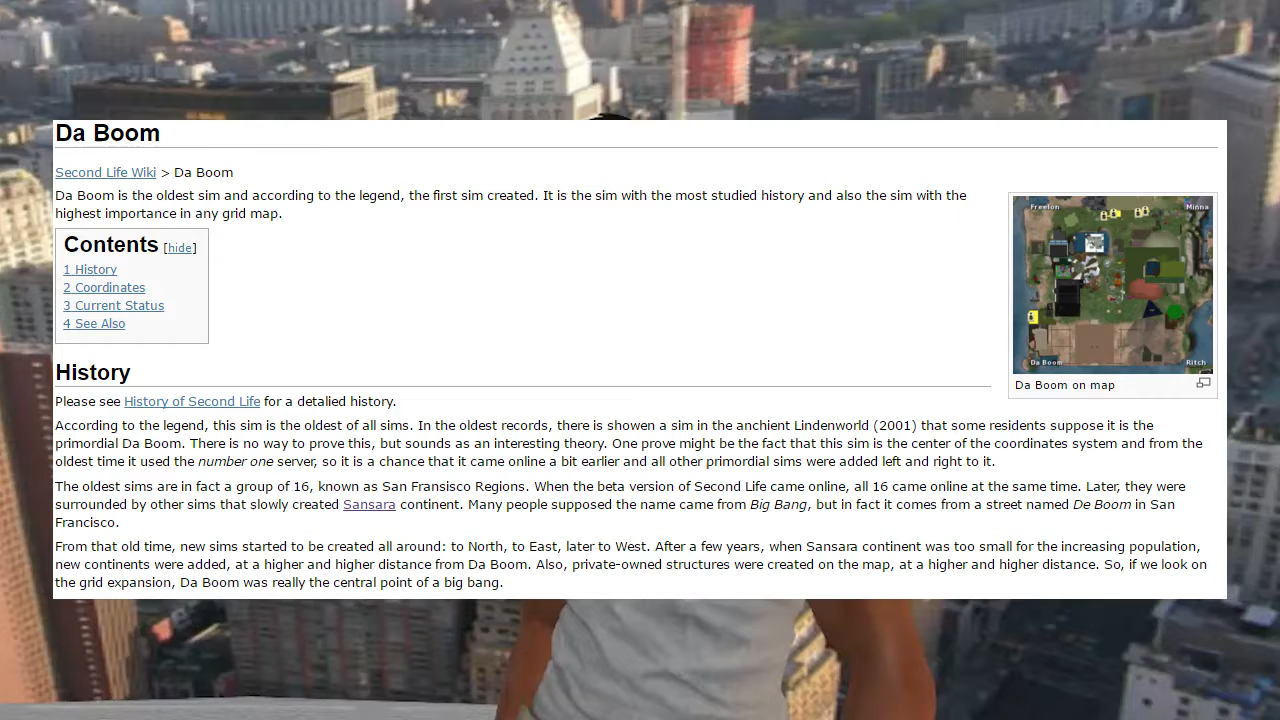 Da Boom
Second Life Wiki > Da Boom
Da Boom is the oldest sim and according to the legend, the first sim created. It is the sim with the most studied history and also the sim with the
highest importance in any grid map.
Freelon
Minna
Da Boom
Ritch
Da Boom on map
Contents [hide]
1 History
2 Coordinates
3 Current Status
4 See Also
History
Please see History of Second Life for a detalied history.
According to the legend, this sim is the oldest of all sims. In the oldest records, there is showen a sim in the anchient Lindenworld (2001) that some residents suppose it is the
primordial Da Boom. There is no way to prove this, but sounds as an interesting theory. One prove might be the fact that this sim is the center of the coordinates system and from the
oldest time it used the number one server, so it is a chance that it came online a bit earlier and all other primordial sims were added left and right to it.
The oldest sims are in fact a group of 16, known as San Fransisco Regions. When the beta version of Second Life came online, all 16 came online at the same time. Later, they were
surrounded by other sims that slowly created Sansara continent. Many people supposed the name came from Big Bang, but in fact it comes from a street named De Boom in San
Francisco.
From that old time, new sims started to be created all around: to North, to East, later to West. After a few years, when Sansara continent was too small for the increasing population,
new continents were added, at a higher and higher distance from Da Boom. Also, private-owned structures were created on the map, at a higher and higher distance. So, if we look on
the grid expansion, Da Boom was really the central point of a big bang.